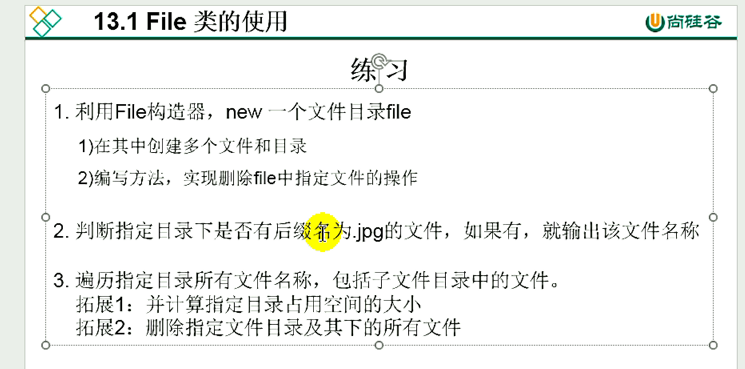 13.1 File 类的使用
尚硅谷
练习
1. 利用File构造器，new 一个文件目录file
1)在其中创建多个文件和目录
2)编写方法，实现删除file中指定文件的操作
2. 判断指定目录下是否有后缀名为.jpg的文件，如果有，就输出该文件名称
3. 遍历指定目录所有文件名称，包括子文件目录中的文件。
拓展1：并计算指定目录占用空间的大小
拓展2：删除指定文件目录及其下的所有文件